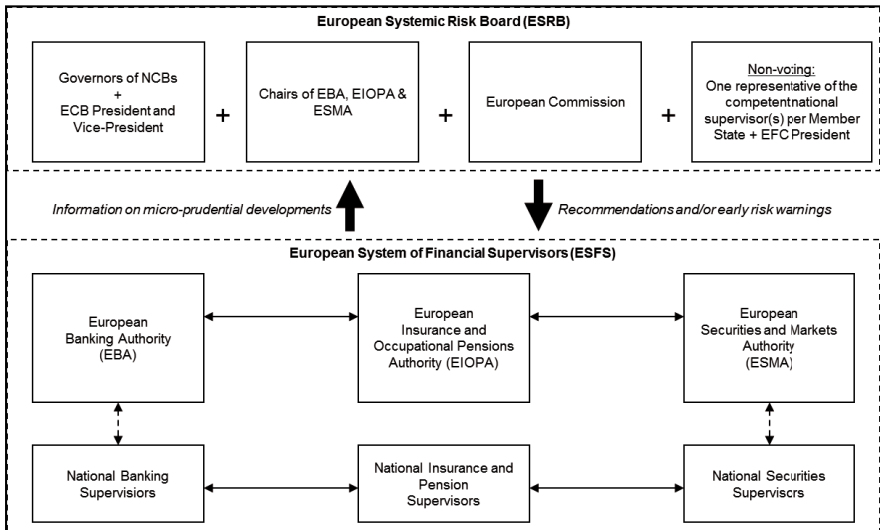 European Systemic Risk Board (ESRB)
Governors of NCBs
+
ECB President and
Vice-President
+
Chairs of EBA, EIOPA &
ESMA
+
European Commission
+
Non-voting:
One representative of the
competent national
supervisor(s) per Member
State + EFC President
Information on micro-prudential developments
Recommendations and/or early risk warnings
European System of Financial Supervisors (ESFS)
European
Banking Authority
(EBA)
European
Insurance and
Occupational Pensions
Authority (EIOPA)
European
Securities and Markets
Authority
(ESMA)
National Banking
Supervisiors
National Insurance and
Pension
Supervisors
National Securities
Supervisors